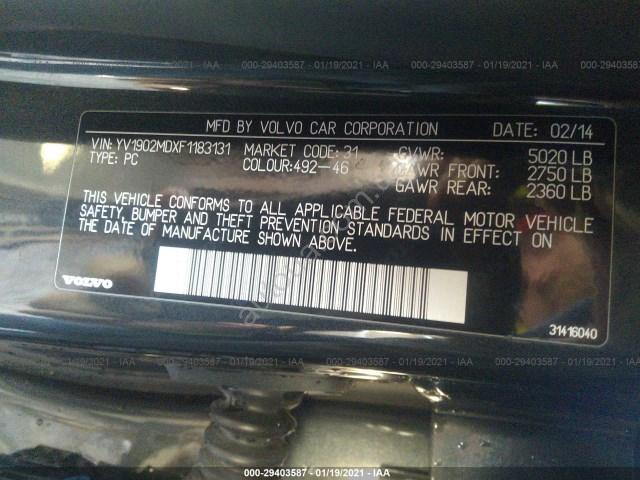 000-29403587 - 01/19/2021 - IAA
MFD BY VOLVO CAR CORPORATION DATE: 02/14
VIN: YV1902MDXF1183131 MARKET CODE: 31 GVWR: 5020 LB
TYPE: PC COLOUR:492-46 GAWR FRONT: 2750 LB
GAWR REAR: 2360 LB
THIS VEHICLE CONFORMS TO ALL APPLICABLE FEDERAL MOTOR VEHICLE
SAFETY, BUMPER AND THEFT PREVENTION STANDARDS IN EFFECT ON
THE DATE OF MANUFACTURE SHOWN ABOVE.
VOLVO
31416040
000-29403587 - 01/19/2021 - IAA